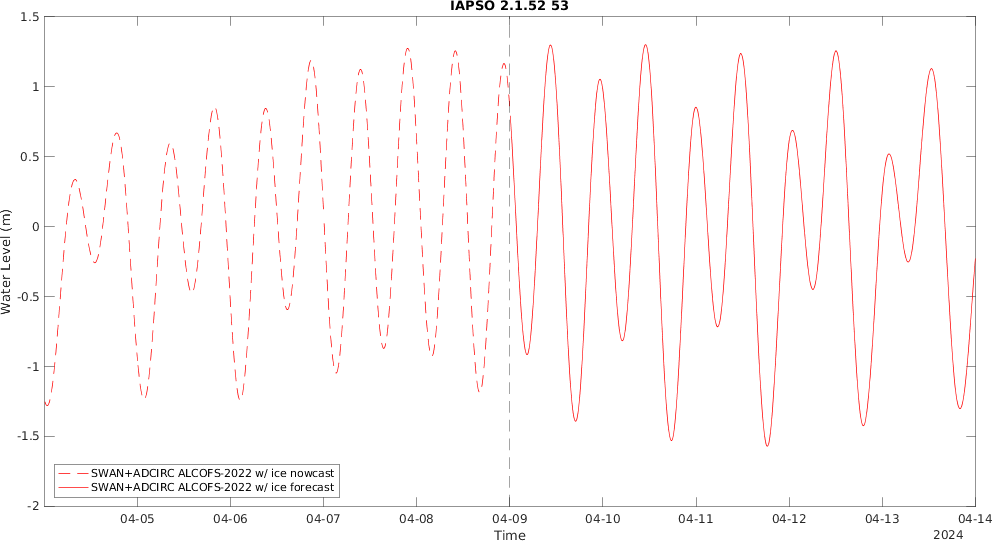 IAPSO 2.1.52 53
1.5
1
0.5
0
-0.5
-1
-1.5
-2
Water Level (m)
SWAN+ADCIRC ALCOFS-2022 w/ ice nowcast
SWAN+ADCIRC ALCOFS-2022 w/ ice forecast
04-05 04-06 04-07 04-08 04-09 04-10 04-11 04-12 04-13 04-14
Time
2024